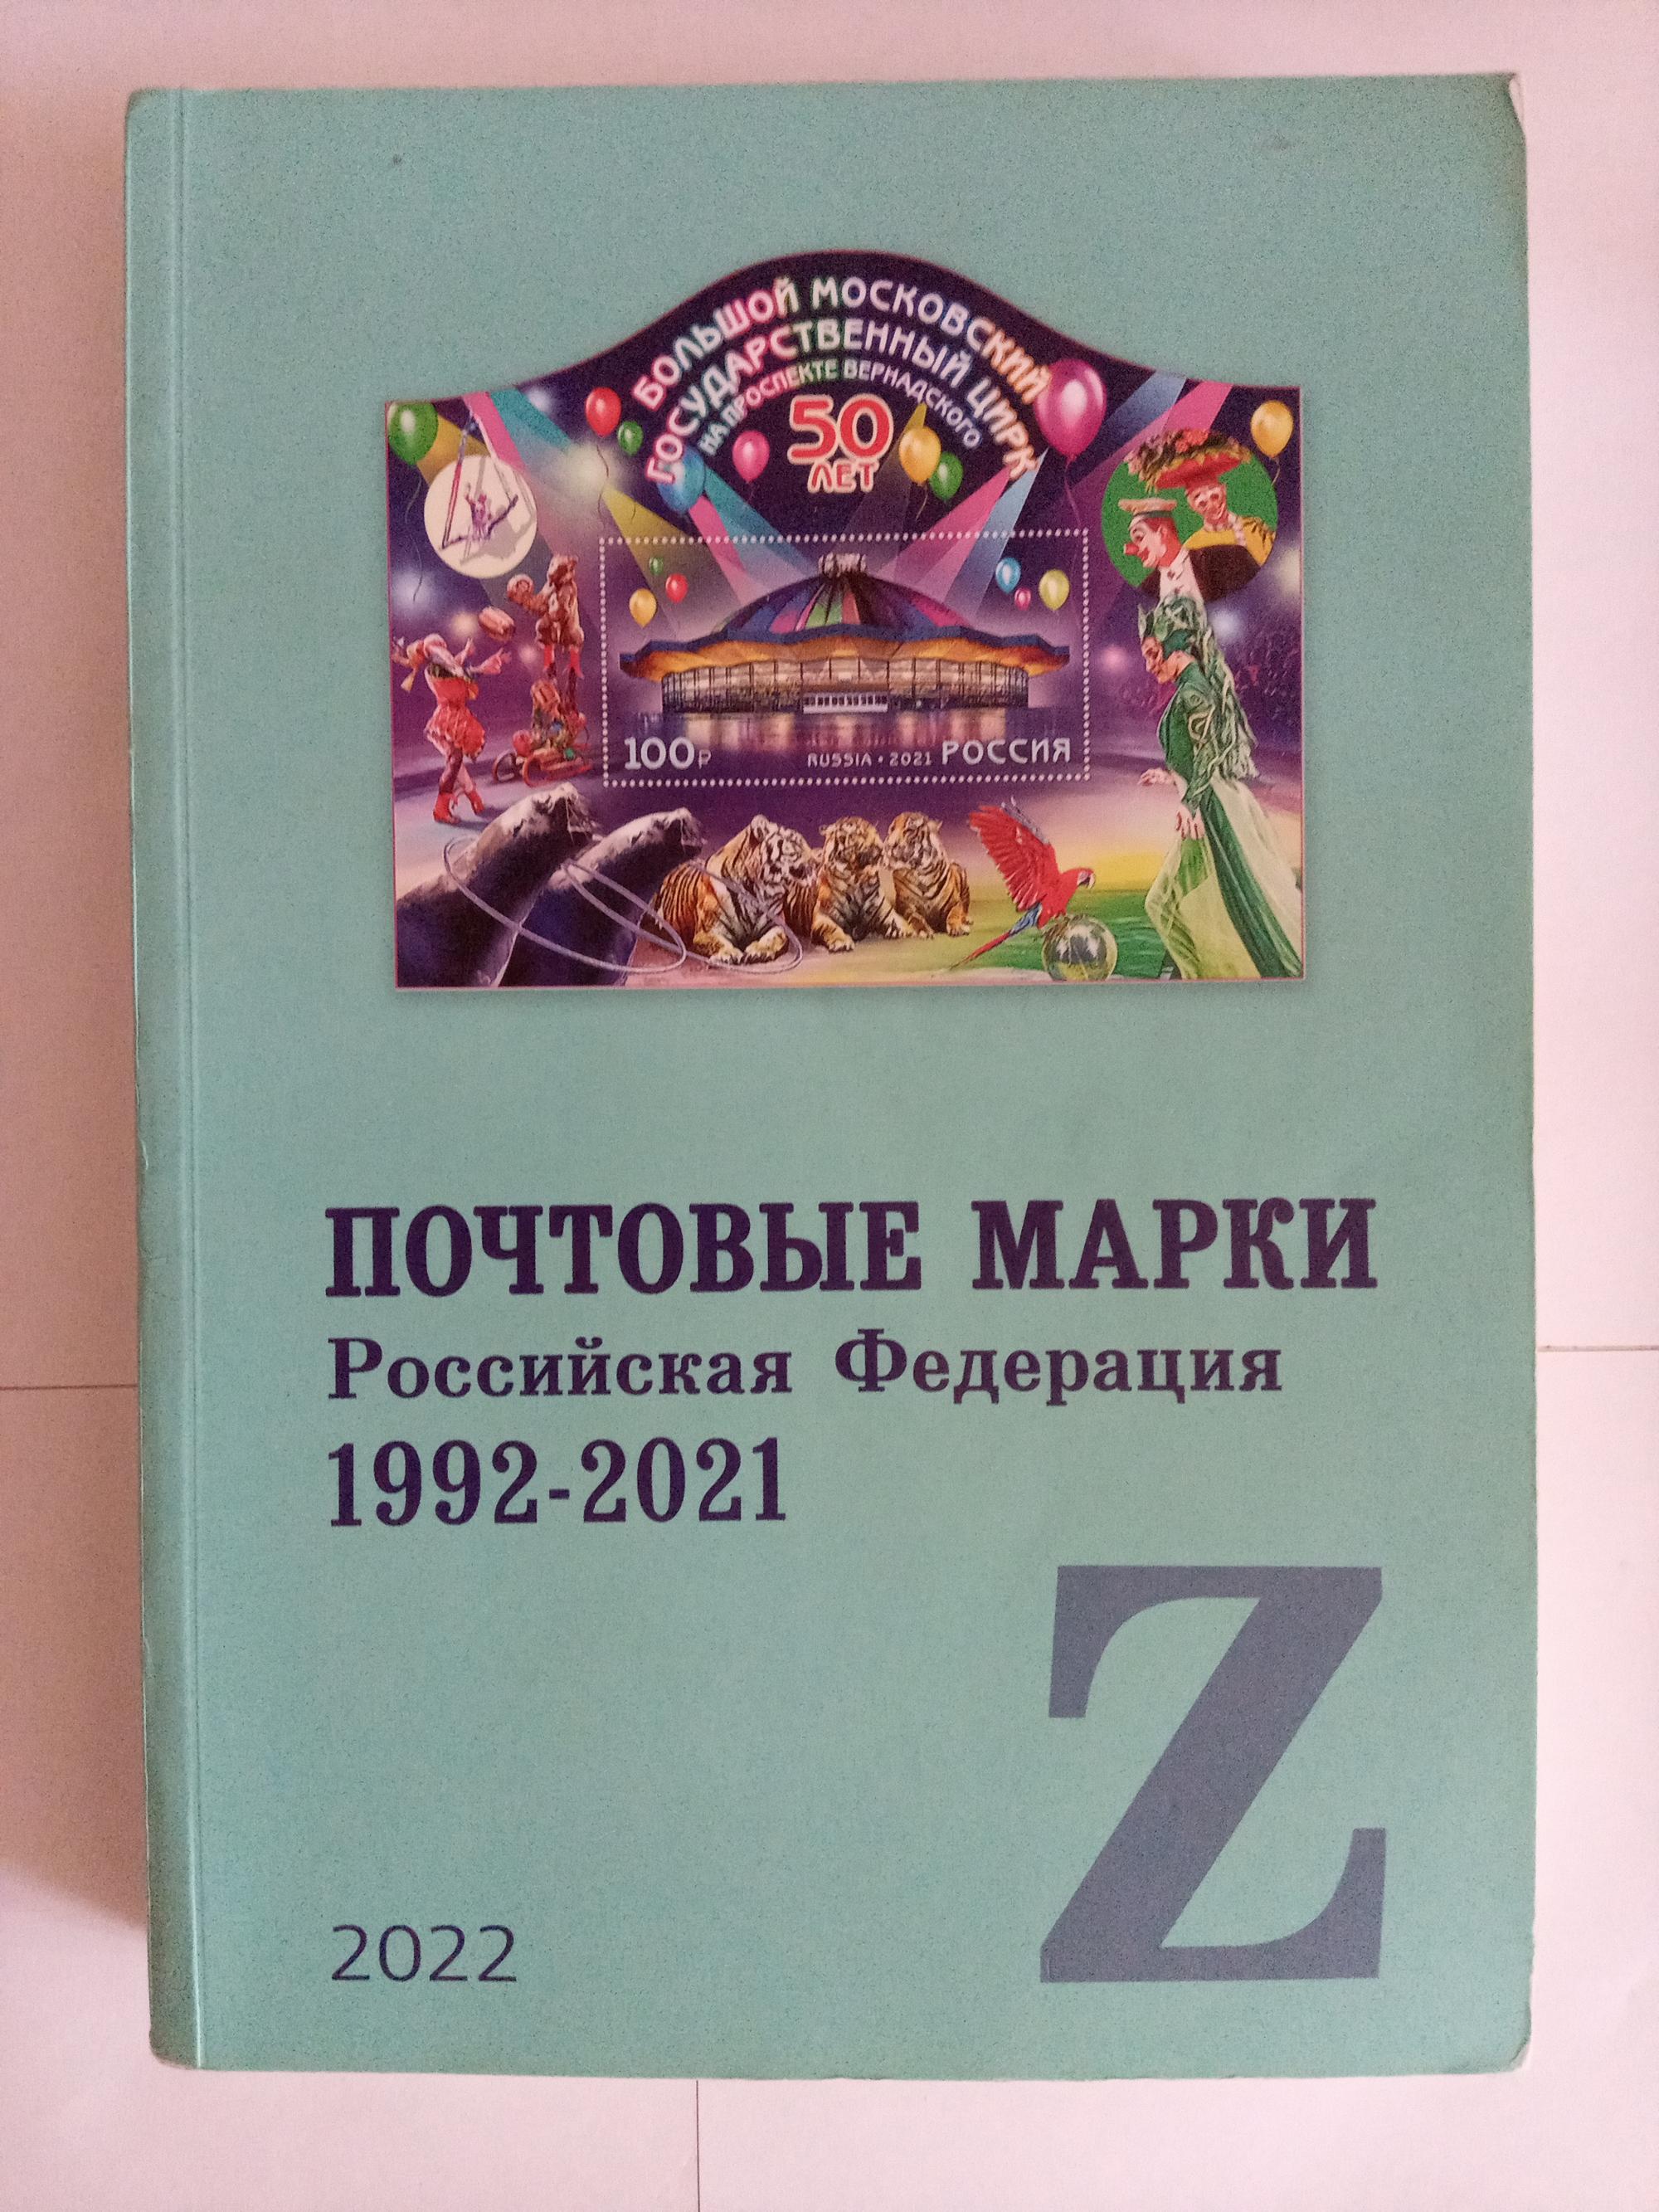 БОЛЬШОЙ МОСКОВСКИЙ
ГОСУДАРСТВЕННЫЙ ЦИРК
НА ПРОСПЕКТЕ ВЕРНАДСКОГО
50
ЛЕТ
100₽ RUSSIA · 2021 РОССИЯ
ПОЧТОВЫЕ МАРКИ
Российская Федерация
1992-2021
Z
2022